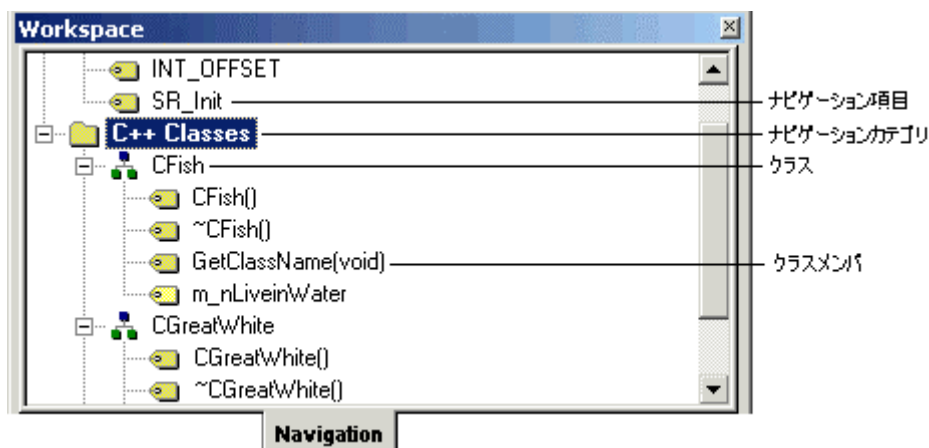 Workspace
INT_OFFSET
SR_Init
ナビゲーション項目
C++ Classes
ナビゲーションカテゴリ
CFish
クラス
CFish()
~CFish()
GetClassName(void)
クラスメンバ
m_nLiveinWater
CGreatWhite
CGreatWhite()
~CGreatWhite()
Navigation